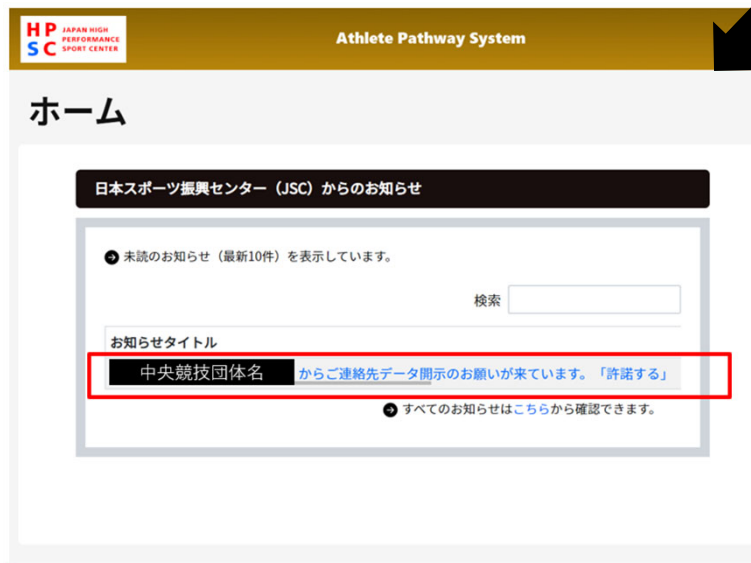 HP SC JAPAN HIGH PERFORMANCE SPORT CENTER
Athlete Pathway System
ホーム
日本スポーツ振興センター（JSC）からのお知らせ
未読のお知らせ（最新10件）を表示しています。
検索
お知らせタイトル
中央競技団体名 からご連絡先データ開示のお願いが来ています。「許諾する」
すべてのお知らせはこちらから確認できます。